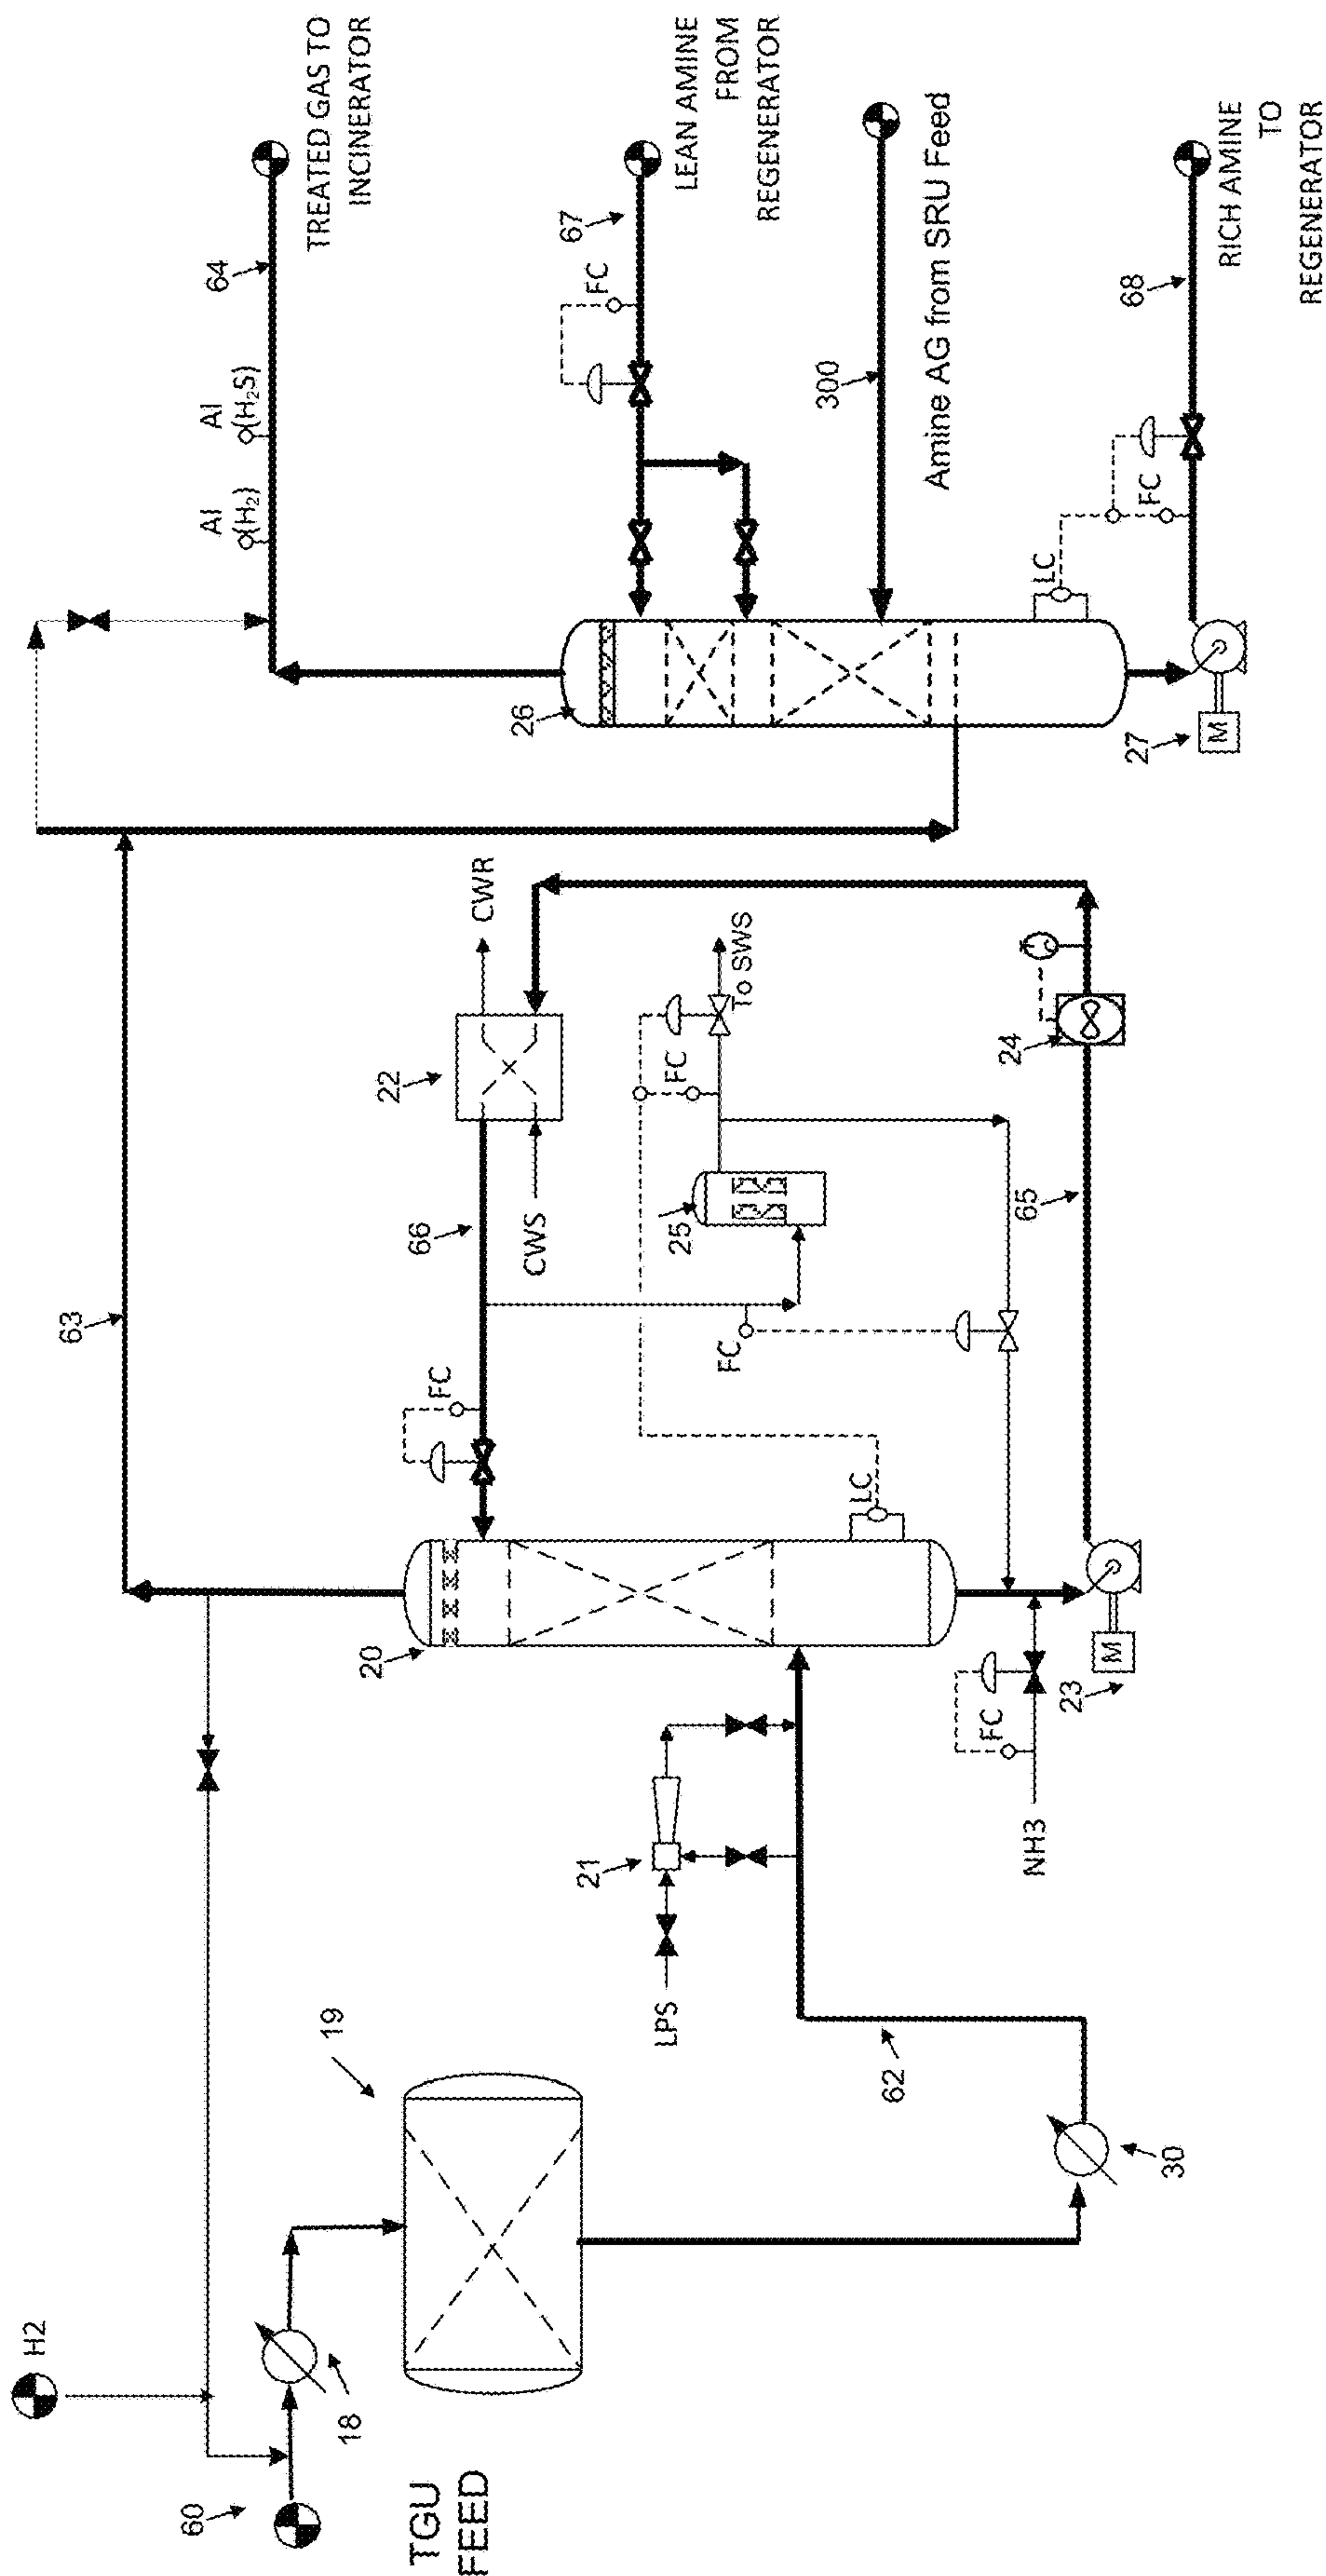 H2
60
TGU
FEED
18
19
30
62
LPS
21
20
NH3
FC
23
M
63
FC
66
CWS
22
CWR
25
FC
FC
To SWS
LC
65
24
26
27
M
AI
(H₂)
AI
(H₂S)
64
TREATED GAS TO
INCINERATOR
FC
67
LEAN AMINE
FROM
REGENERATOR
300
Amine AG from SRU Feed
LC
FC
68
RICH AMINE
TO
REGENERATOR